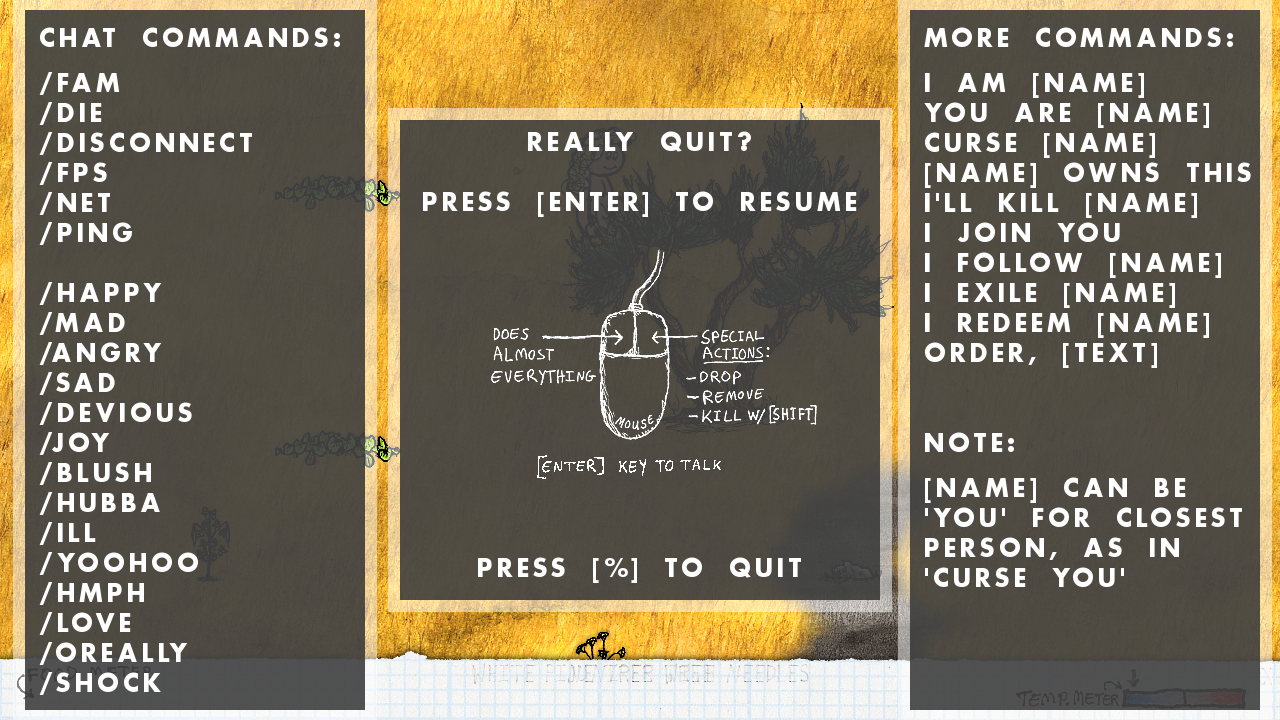 CHAT COMMANDS:
/FAM
/DIE
/DISCONNECT
/FPS
/NET
/PING
/HAPPY
/MAD
/ANGRY
/SAD
/DEVIOUS
/JOY
/BLUSH
/HUBBA
/ILL
/YOOHOO
/HMPH
/LOVE
/OREALLY
/SHOCK
REALLY QUIT?
PRESS [ENTER] TO RESUME
DOES
ALMOST
EVERYTHING
SPECIAL
ACTIONS:
-DROP
-REMOVE
-KILL W/[SHIFT]
MOUSE
[ENTER] KEY TO TALK
PRESS [%] TO QUIT
MORE COMMANDS:
I AM [NAME]
YOU ARE [NAME]
CURSE [NAME]
[NAME] OWNS THIS
I'LL KILL [NAME]
I JOIN YOU
I FOLLOW [NAME]
I EXILE [NAME]
I REDEEM [NAME]
ORDER, [TEXT]
NOTE:
[NAME] CAN BE
'YOU' FOR CLOSEST
PERSON, AS IN
'CURSE YOU'
TEMP. METER